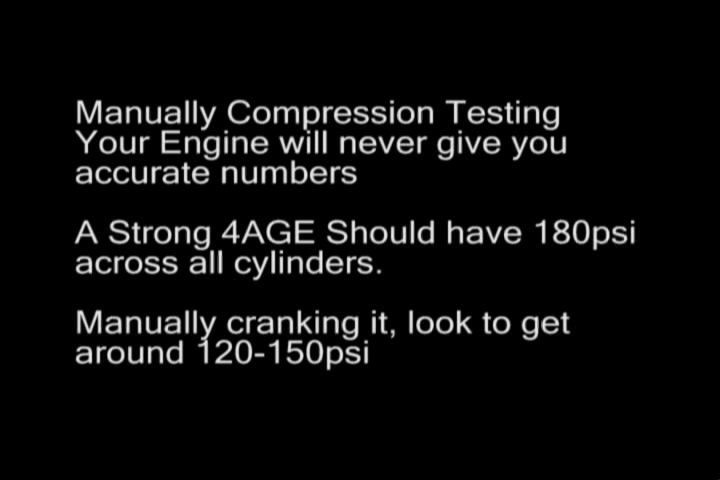 Manually Compression Testing
Your Engine will never give you
accurate numbers
A Strong 4AGE Should have 180psi
across all cylinders.
Manually cranking it, look to get
around 120-150psi